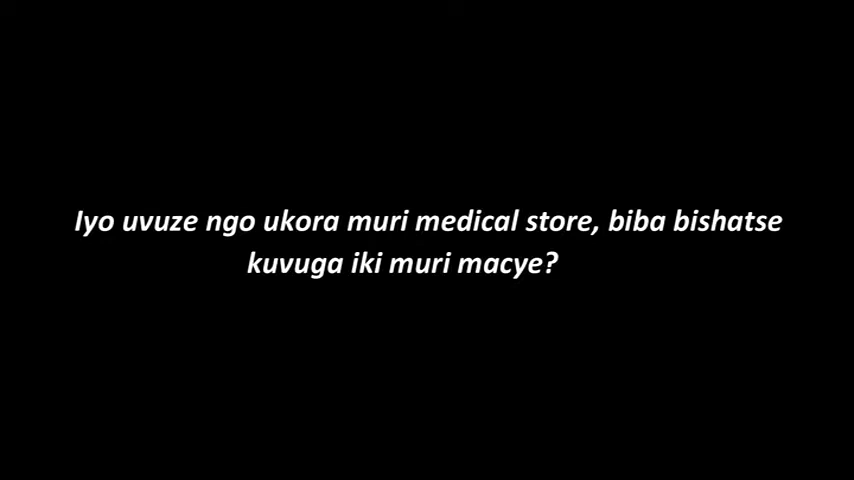 Iyo uvuze ngo ukora muri medical store, biba bishatse
kuvuga iki muri macye?